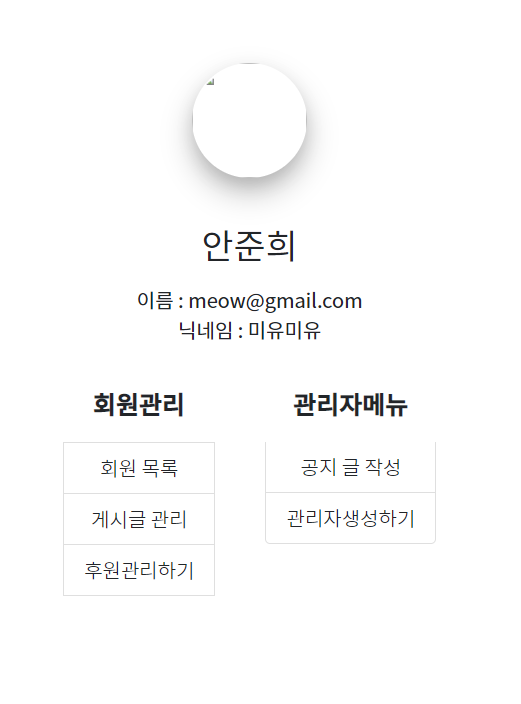 안준희
이름 : meow@gmail.com
닉네임 : 미유미유
회원관리
회원 목록
게시글 관리
후원관리하기
관리자메뉴
공지 글 작성
관리자생성하기